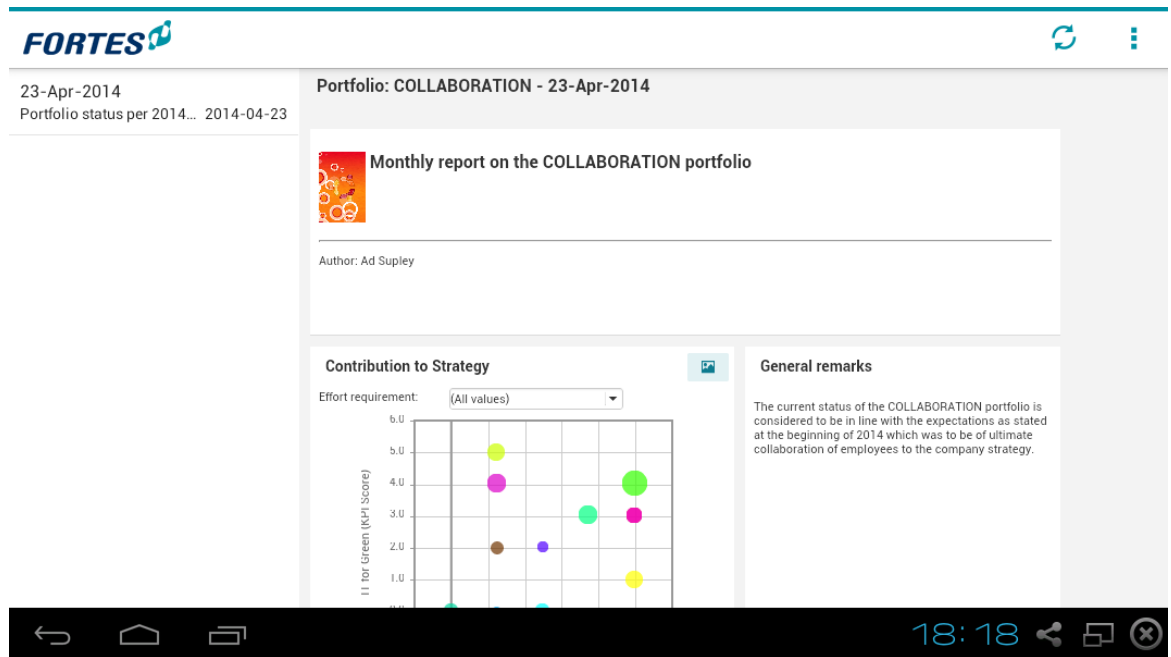 FORTES
23-Apr-2014
Portfolio status per 2014... 2014-04-23
Portfolio: COLLABORATION - 23-Apr-2014
Monthly report on the COLLABORATION portfolio
Author: Ad Supley
Contribution to Strategy
Effort requirement: (All values)
6.0
5.0
4.0
3.0
2.0
1.0
IT for Green (KPI Score)
General remarks
The current status of the COLLABORATION portfolio is
considered to be in line with the expectations as stated
at the beginning of 2014 which was to be of ultimate
collaboration of employees to the company strategy.
18:18